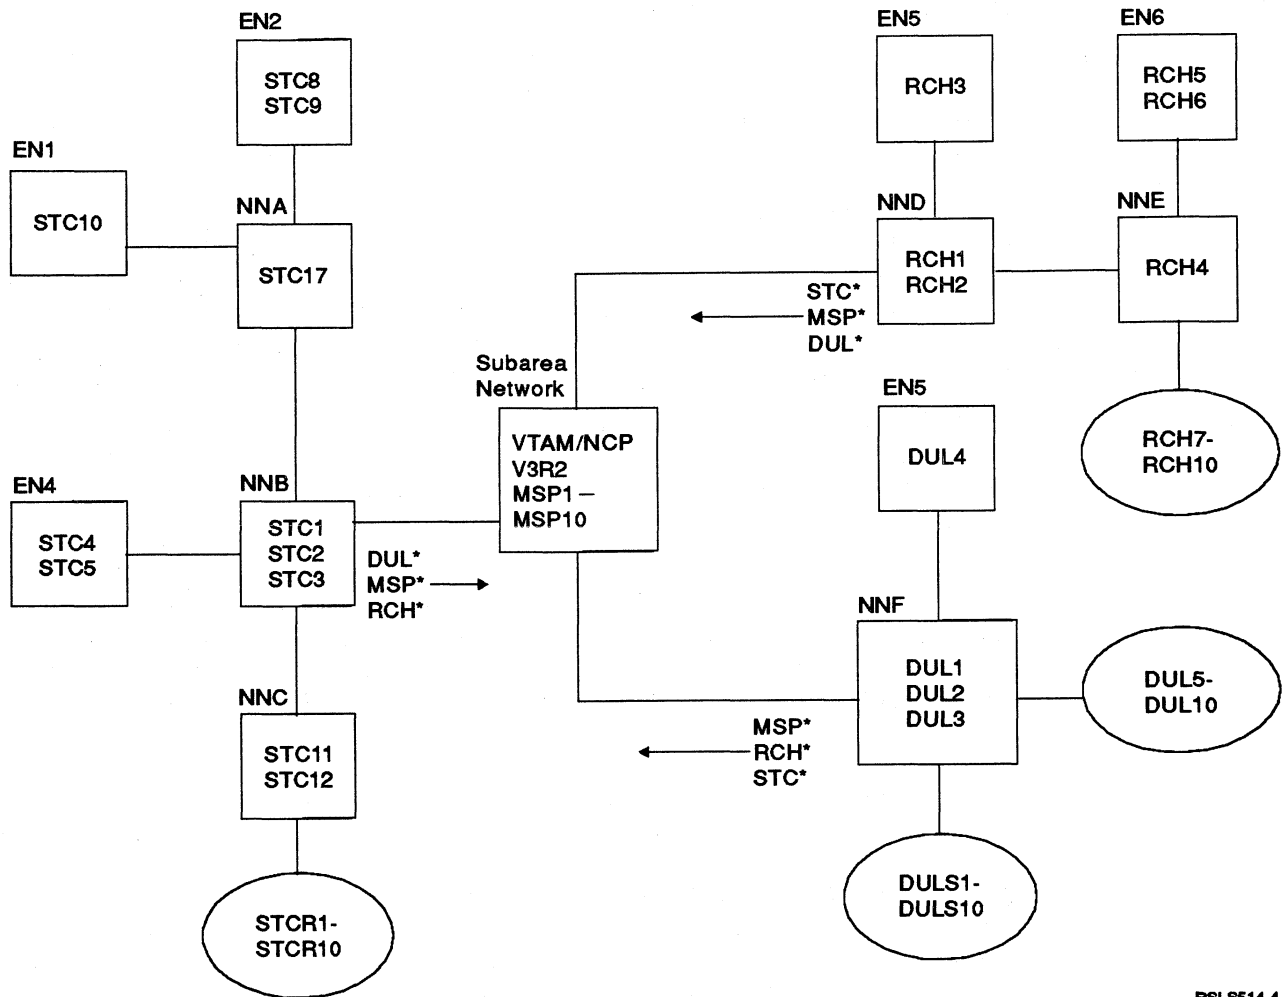 EN2
STC8
STC9
EN1
STC10
NNA
STC17
EN5
RCH3
EN6
RCH5
RCH6
NND
RCH1
RCH2
NNE
RCH4
STC*
MSP*
DUL*
Subarea
Network
VTAM/NCP
V3R2
MSP1 –
MSP10
EN5
DUL4
RCH7-
RCH10
EN4
STC4
STC5
NNB
STC1
STC2
STC3
DUL*
MSP*
RCH*
NNF
DUL1
DUL2
DUL3
DUL5-
DUL10
NNC
STC11
STC12
MSP*
RCH*
STC*
STCR1-
STCR10
DULS1-
DULS10